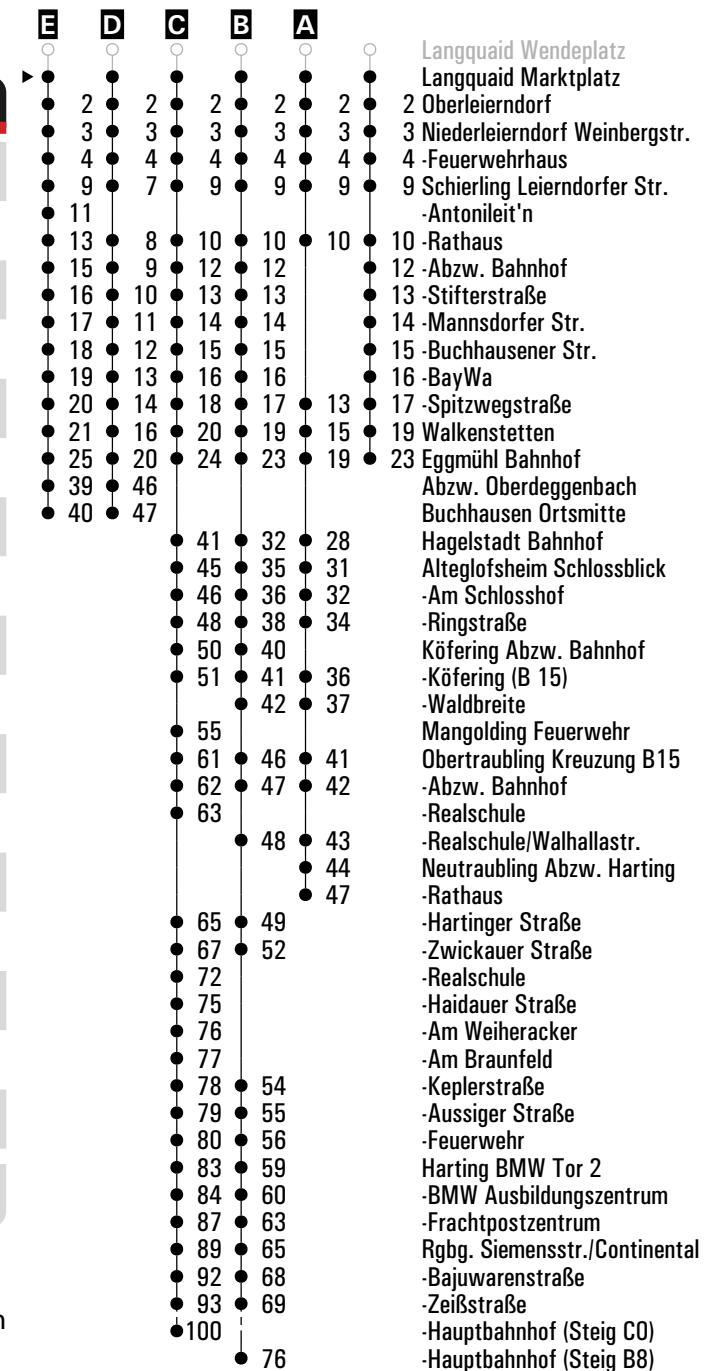 E D C B A
Langquaid Wendeplatz
Langquaid Marktplatz
2 2 2 2 2 2 Oberleierndorf
3 3 3 3 3 3 Niederleierndorf Weinbergstr.
4 4 4 4 4 4 -Feuerwehrhaus
9 7 9 9 9 9 Schierling Leierndorfer Str.
11 -Antonileit'n
13 8 10 10 10 10 -Rathaus
15 9 12 12 12 -Abzw. Bahnhof
16 10 13 13 13 -Stifterstraße
17 11 14 14 14 -Mannsdorfer Str.
18 12 15 15 15 -Buchhausener Str.
19 13 16 16 16 -BayWa
20 14 18 17 13 17 -Spitzwegstraße
21 16 20 19 15 19 Walkenstetten
25 20 24 23 19 23 Eggmühl Bahnhof
39 46 Abzw. Oberdeggenbach
40 47 Buchhausen Ortsmitte
41 32 28 Hagelstadt Bahnhof
45 35 31 Alteglofsheim Schlossblick
46 36 32 -Am Schlosshof
48 38 34 -Ringstraße
50 40 Köfering Abzw. Bahnhof
51 41 36 -Köfering (B 15)
42 37 -Waldbreite
55 Mangolding Feuerwehr
61 46 41 Obertraubling Kreuzung B15
62 47 42 -Abzw. Bahnhof
63 -Realschule
48 43 -Realschule/Walhallastr.
44 Neutraubling Abzw. Harting
47 -Rathaus
65 49 -Hartinger Straße
67 52 -Zwickauer Straße
72 -Realschule
75 -Haidauer Straße
76 -Am Weiheracker
77 -Am Braunfeld
78 54 -Keplerstraße
79 55 -Aussiger Straße
80 56 -Feuerwehr
83 59 Harting BMW Tor 2
84 60 -BMW Ausbildungszentrum
87 63 -Frachtpostzentrum
89 65 Rgbg. Siemensstr./Continental
92 68 -Bajuwarenstraße
93 69 -Zeißstraße
100 -Hauptbahnhof (Steig C0)
76 -Hauptbahnhof (Steig B8)